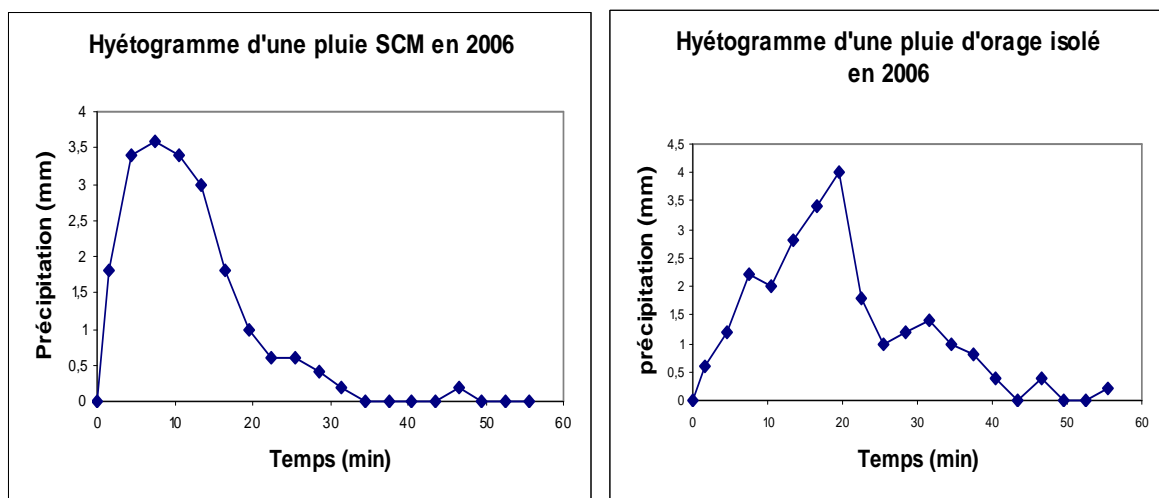 Hyétogramme d'une pluie SCM en 2006
4
3,5
3
2,5
2
1,5
1
0,5
0
Précipitation (mm)
0 10 20 30 40 50 60
Temps (min)
Hyétogramme d'une pluie d'orage isolé
en 2006
4,5
4
3,5
3
2,5
2
1,5
1
0,5
0
précipitation (mm)
0 10 20 30 40 50 60
Temps (min)